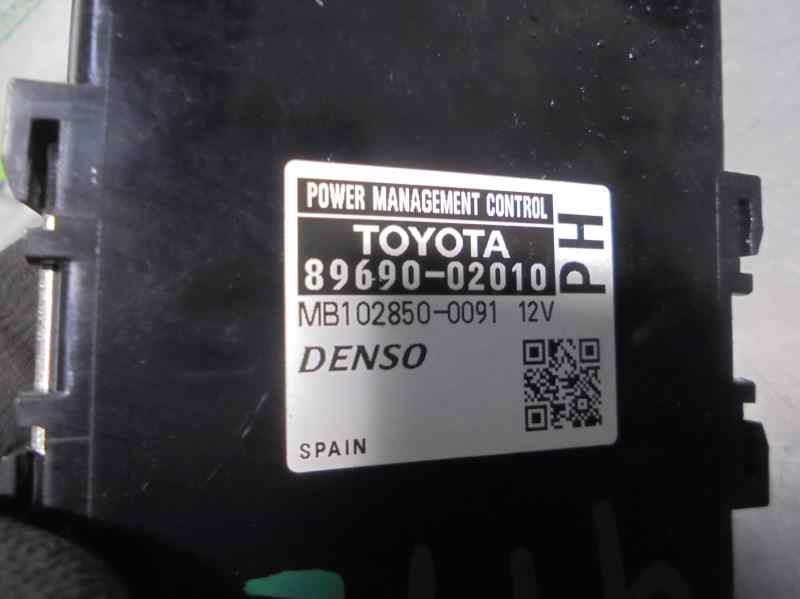 POWER MANAGEMENT CONTROL
TOYOTA
89690-02010
PH
MB102850-0091 12V
DENSO
SPAIN